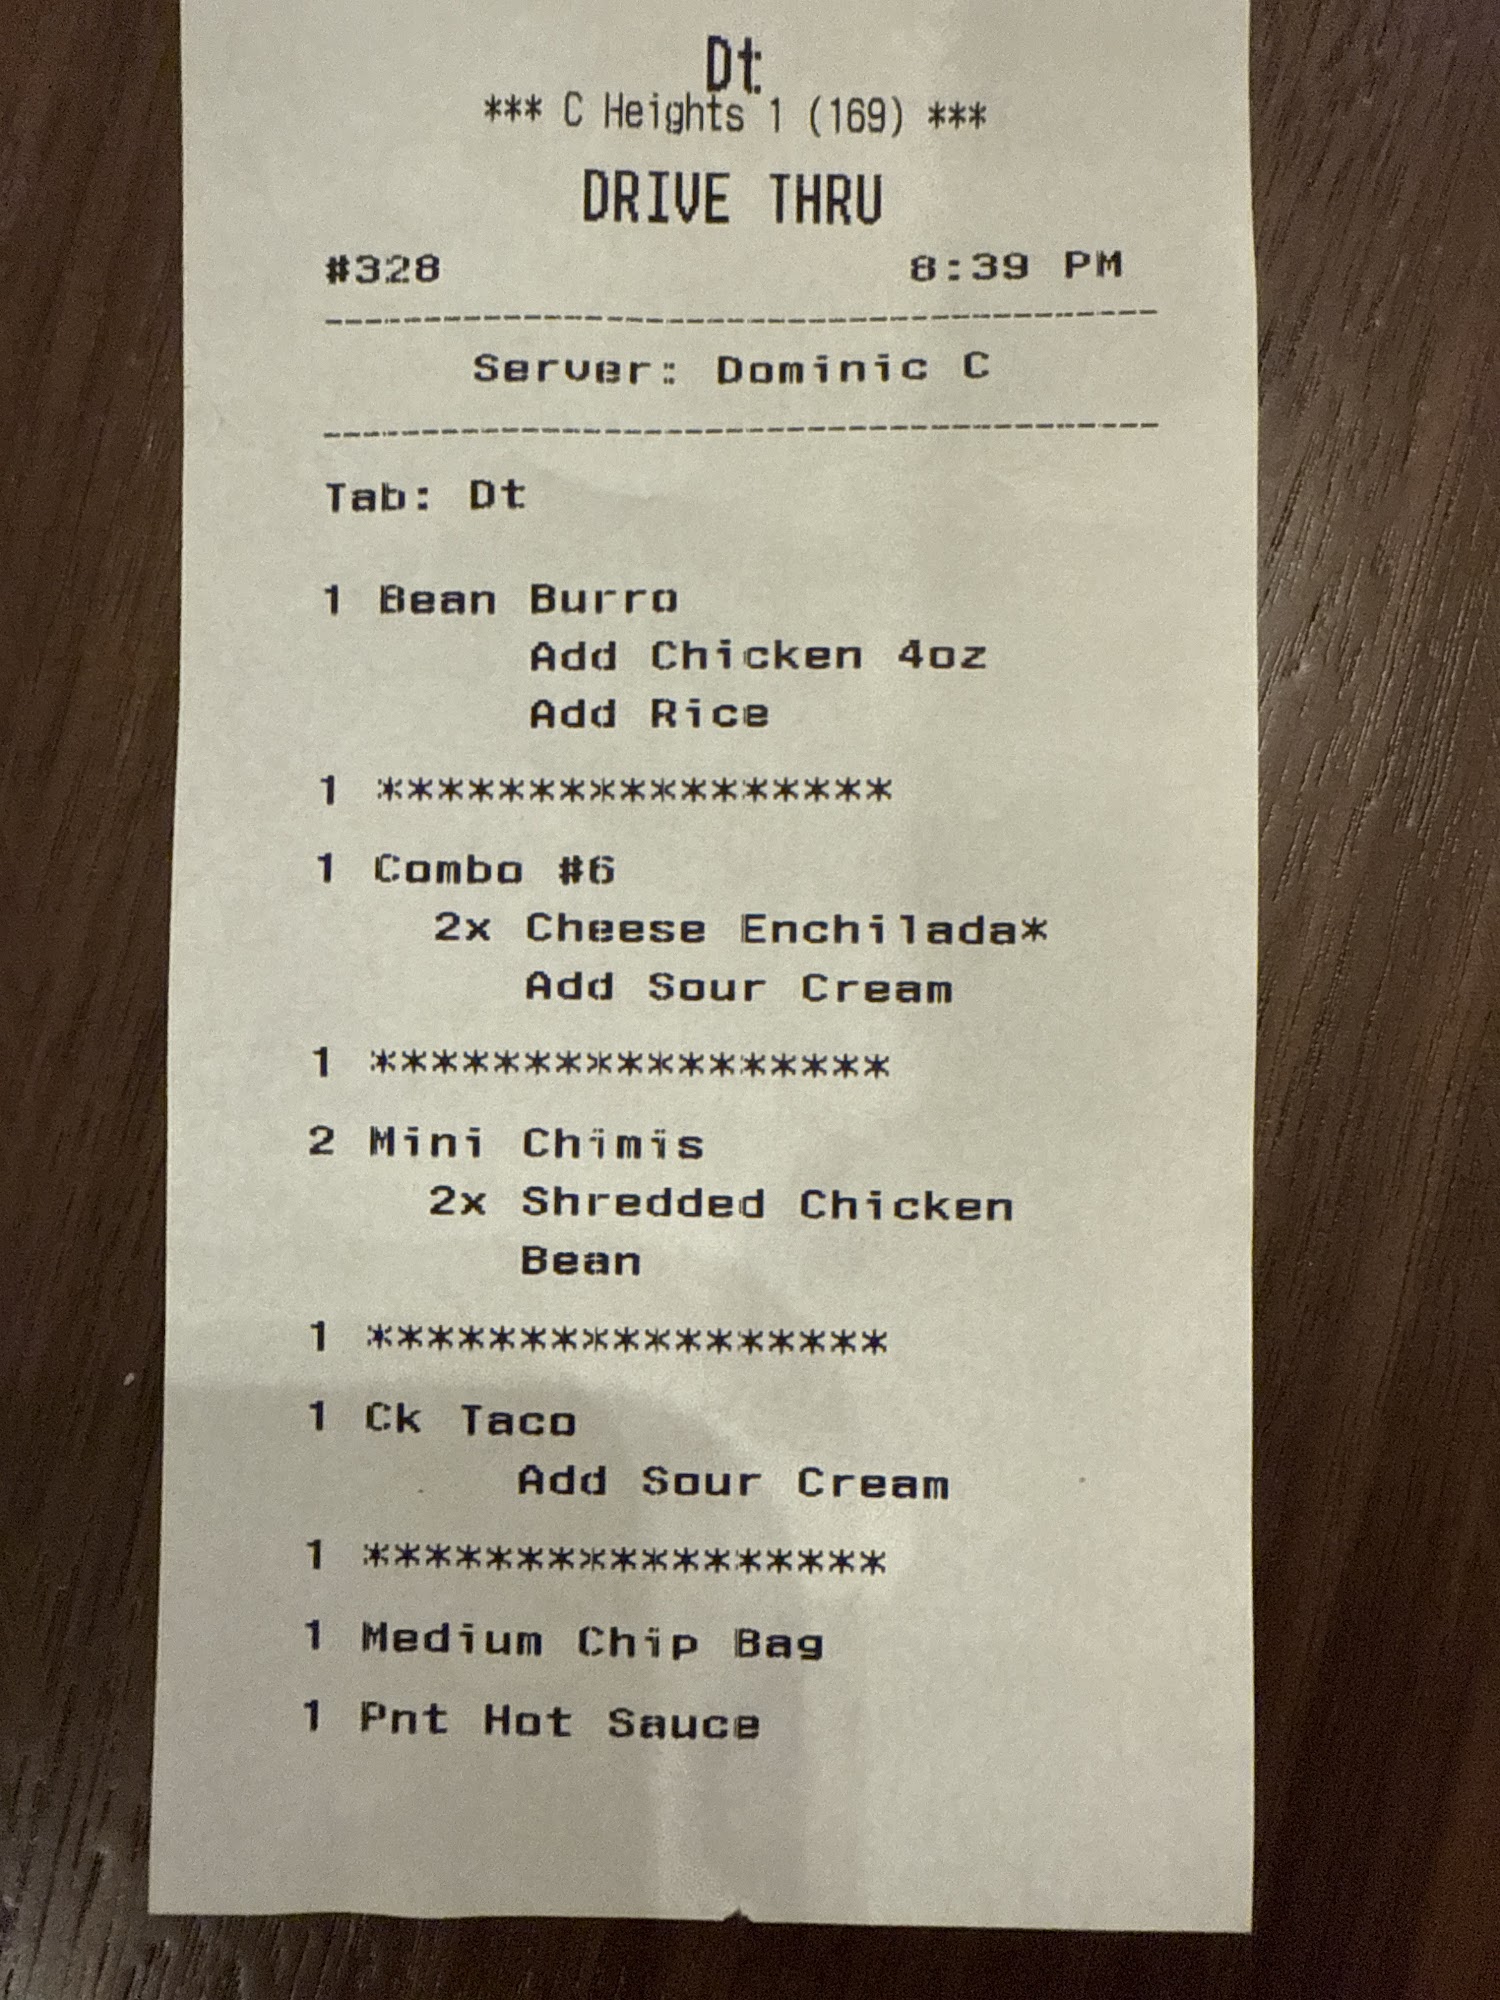 Dt
*** C Heights 1 (169) ***
DRIVE THRU
#328 8:39 PM
--------------------------------------------
Server: Dominic C
--------------------------------------------
Tab: Dt
1 Bean Burro
Add Chicken 4oz
Add Rice
1 *****************
1 Combo #6
2x Cheese Enchilada*
Add Sour Cream
1 *****************
2 Mini Chimis
2x Shredded Chicken
Bean
1 *****************
1 Ck Taco
Add Sour Cream
1 *****************
1 Medium Chip Bag
1 Pnt Hot Sauce